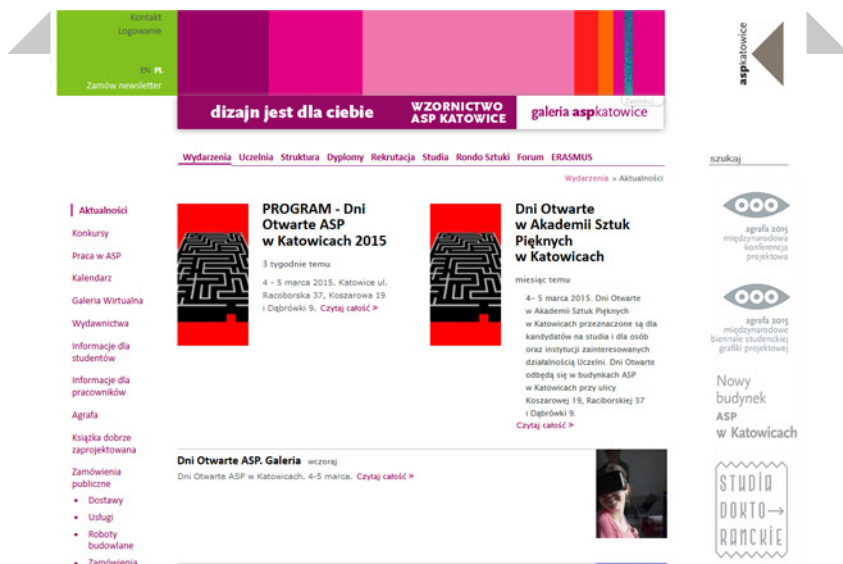 Kontakt
Logowanie
EN PL
Zamów newsletter
dizajn jest dla ciebie
WZORNICTWO
ASP KATOWICE
galeria aspkatowice
aspkatowice
Wydarzenia Uczelnia Struktura Dyplomy Rekrutacja Studia Rondo Sztuki Forum ERASMUS
szukaj
Wydarzenia » Aktualności
Aktualności
Konkursy
Praca w ASP
Kalendarz
Galeria Wirtualna
Wydawnictwa
Informacje dla
studentów
Informacje dla
pracowników
Agrafa
Książka dobrze
zaprojektowana
Zamówienia
publiczne
• Dostawy
• Usługi
• Roboty
budowlane
• Zamówienia
PROGRAM - Dni
Otwarte ASP
w Katowicach 2015
3 tygodnie temu
4 - 5 marca 2015. Katowice ul.
Racoborska 37, Koszarowa 19
i Dąbrówki 9. Czytaj całość »
Dni Otwarte
w Akademii Sztuk
Pięknych
w Katowicach
miesiąc temu
4- 5 marca 2015. Dni Otwarte
w Akademii Sztuk Pięknych
w Katowicach przeznaczone są dla
kandydatów na studia i dla osób
oraz instytucji zainteresowanych
działalnością Uczelni. Dni Otwarte
odbędą się w budynkach ASP
w Katowicach przy ulicy
Koszarowej 19, Raciborskiej 37
i Dąbrówki 9.
Czytaj całość »
Dni Otwarte ASP. Galeria wczoraj
Dni Otwarte ASP w Katowicach. 4-5 marca. Czytaj całość »
agrafa 2015
międzynarodowa
konferencja
projektowa
agrafa 2015
międzynarodowe
biennale studenckiej
grafiki projektowej
Nowy
budynek
ASP
w Katowicach
STUDIA
DOKTO→
RANCKIE